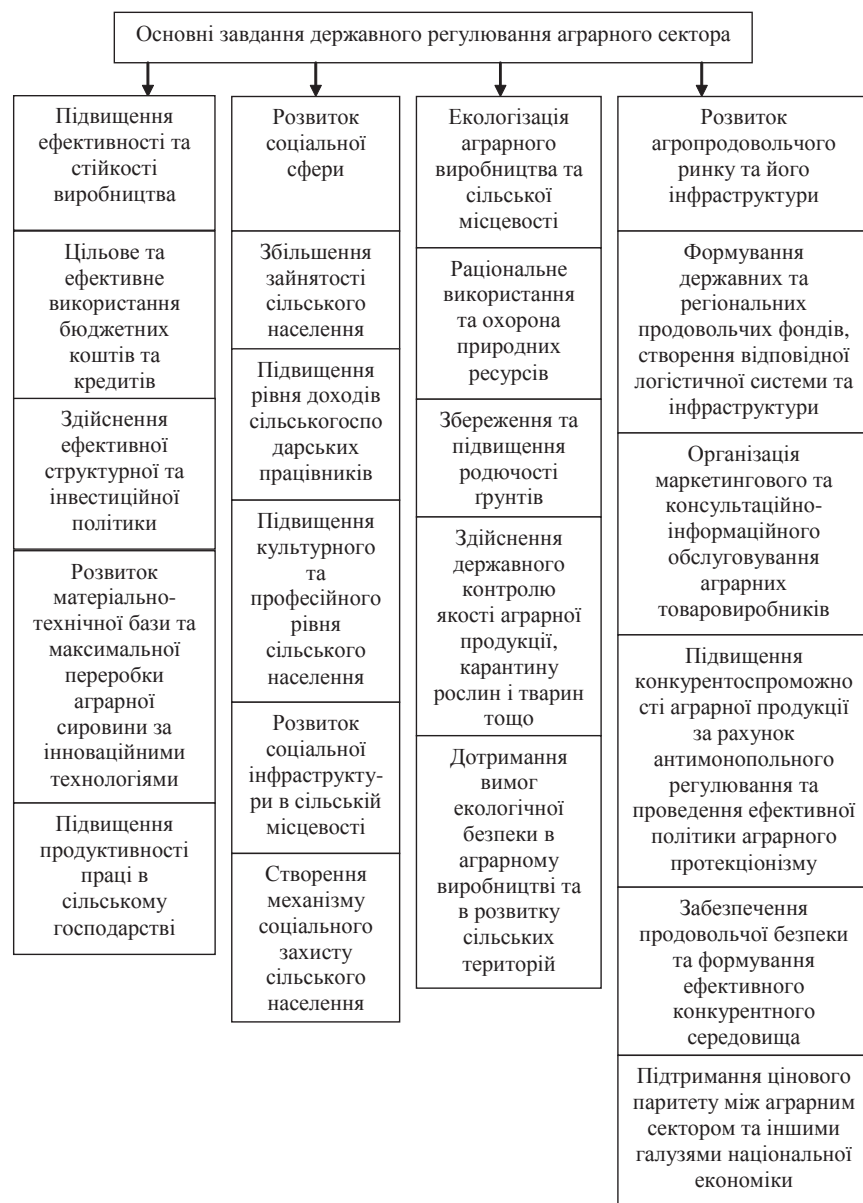 Основні завдання державного регулювання аграрного сектора
Підвищення
ефективності та
стійкості
виробництва
Цільове та
ефективне
використання
бюджетних
коштів та
кредитів
Здійснення
ефективної
структурної та
інвестиційної
політики
Розвиток
матеріально-
технічної бази та
максимальної
переробки
аграрної
сировини за
інноваційними
технологіями
Підвищення
продуктивності
праці в
сільському
господарстві
Розвиток
соціальної
сфери
Збільшення
зайнятості
сільського
населення
Підвищення
рівня доходів
сільськогоспо
дарських
працівників
Підвищення
культурного
та
професійного
рівня
сільського
населення
Розвиток
соціальної
інфраструкту-
ри в сільській
місцевості
Створення
механізму
соціального
захисту
сільського
населення
Екологізація
аграрного
виробництва та
сільської
місцевості
Раціональне
використання
та охорона
природних
ресурсів
Збереження та
підвищення
родючості
ґрунтів
Здійснення
державного
контролю
якості аграрної
продукції,
карантину
рослин і тварин
тощо
Дотримання
вимог
екологічної
безпеки в
аграрному
виробництві та
в розвитку
сільських
територій
Розвиток
агропродовольчого
ринку та його
інфраструктури
Формування
державних та
регіональних
продовольчих фондів,
створення відповідної
логістичної системи та
інфраструктури
Організація
маркетингового та
консультаційно-
інформаційного
обслуговування
аграрних
товаровиробників
Підвищення
конкурентоспроможно
сті аграрної продукції
за рахунок
антимонопольного
регулювання та
проведення ефективної
політики аграрного
протекціонізму
Забезпечення
продовольчої безпеки
та формування
ефективного
конкурентного
середовища
Підтримання цінового
паритету між аграрним
сектором та іншими
галузями національної
економіки